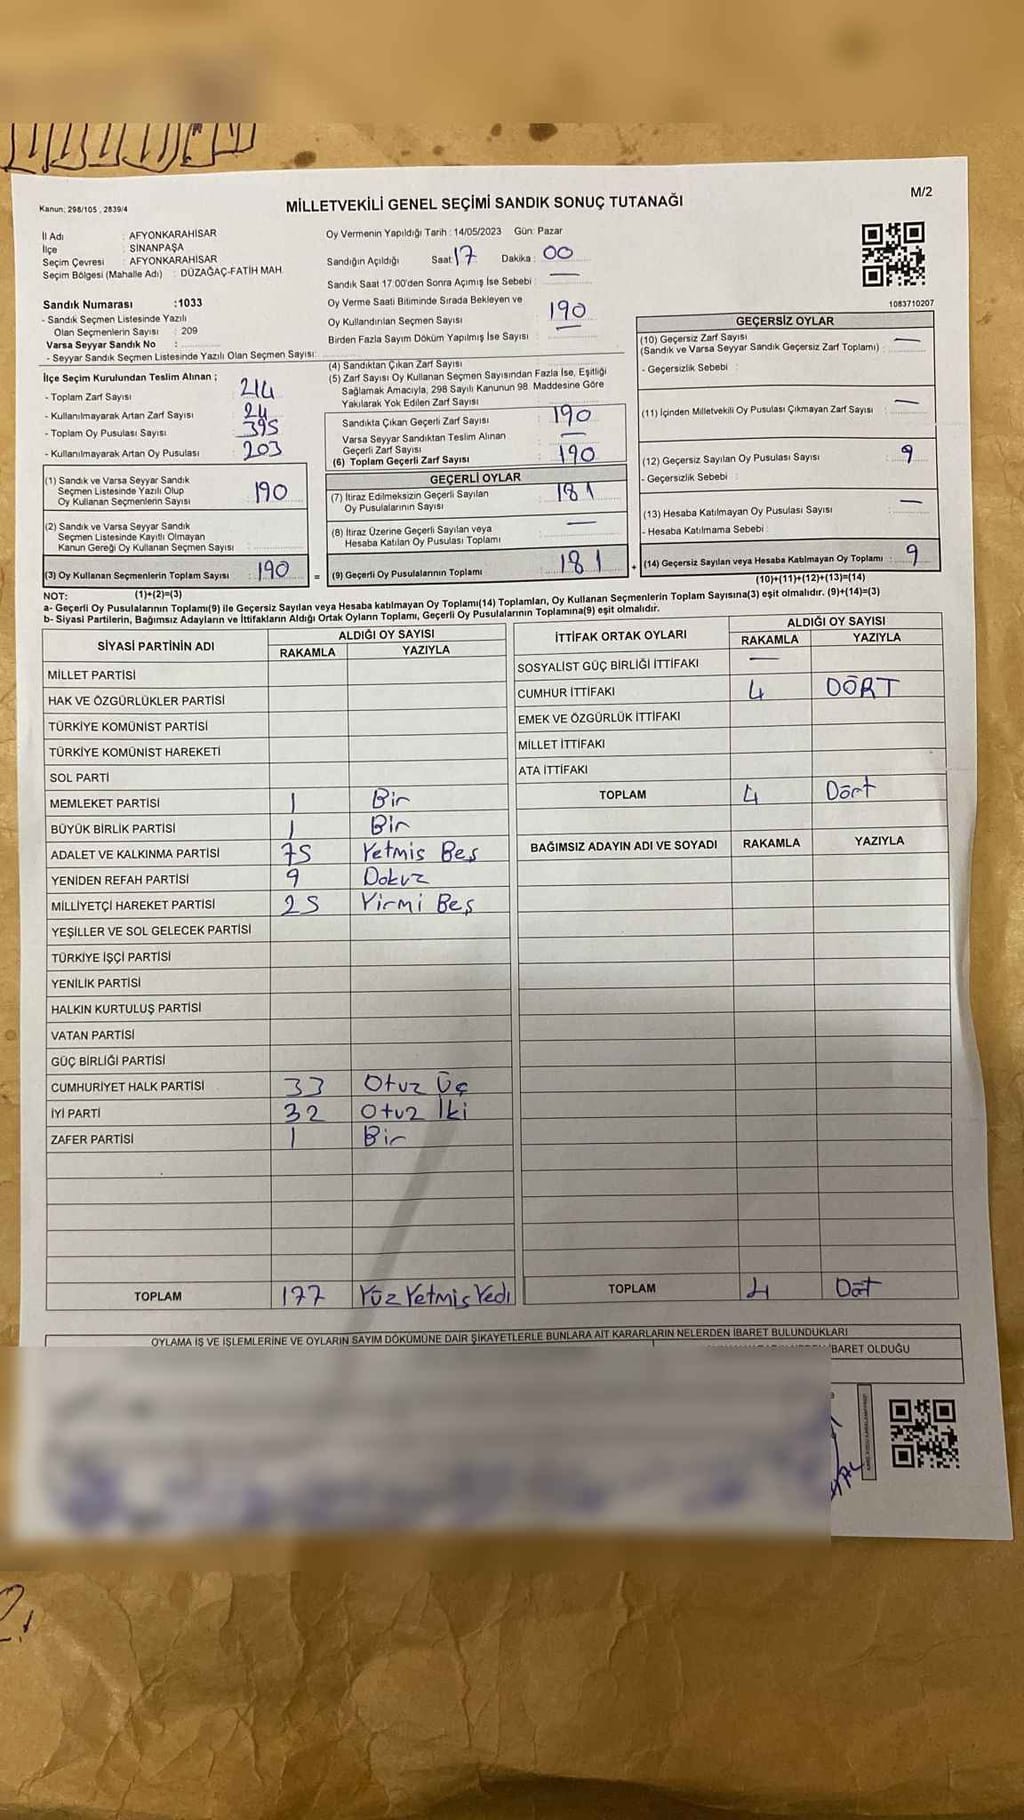 Kanun: 298/105 , 2839/4
MİLLETVEKİLİ GENEL SEÇİMİ SANDIK SONUÇ TUTANAĞI
M/2
İl Adı : AFYONKARAHİSAR
İlçe : SİNANPAŞA
Seçim Çevresi : AFYONKARAHİSAR
Seçim Bölgesi (Mahalle Adı) : DÜZAĞAÇ-FATİH MAH.
Oy Vermenin Yapıldığı Tarih : 14/05/2023 Gün: Pazar
Sandığın Açıldığı Saat 17 Dakika : 00
Sandık Saat 17:00'den Sonra Açımış İse Sebebi : —
Oy Verme Saati Bitiminde Sırada Bekleyen ve
Oy Kullandırılan Seçmen Sayısı 190
Birden Fazla Sayım Döküm Yapılmış İse Sayısı : —
1083710207
Sandık Numarası :1033
- Sandık Seçmen Listesinde Yazılı
Olan Seçmenlerin Sayısı : 209
Varsa Seyyar Sandık No :
- Seyyar Sandık Seçmen Listesinde Yazılı Olan Seçmen Sayısı:
İlçe Seçim Kurulundan Teslim Alınan ;
- Toplam Zarf Sayısı 214
- Kullanılmayarak Artan Zarf Sayısı 24
- Toplam Oy Pusulası Sayısı 395
- Kullanılmayarak Artan Oy Pusulası 203
(1) Sandık ve Varsa Seyyar Sandık
Seçmen Listesinde Yazılı Olup
Oy Kullanan Seçmenlerin Sayısı 190
(2) Sandık ve Varsa Seyyar Sandık
Seçmen Listesinde Kayıtlı Olmayan
Kanun Gereği Oy Kullanan Seçmen Sayısı
(3) Oy Kullanan Seçmenlerin Toplam Sayısı 190
(4) Sandıktan Çıkan Zarf Sayısı
(5) Zarf Sayısı Oy Kullanan Seçmen Sayısından Fazla İse, Eşitliği
Sağlamak Amacıyla, 298 Sayılı Kanunun 98. Maddesine Göre
Yakılarak Yok Edilen Zarf Sayısı
Sandıkta Çıkan Geçerli Zarf Sayısı 190
Varsa Seyyar Sandıktan Teslim Alınan
Geçerli Zarf Sayısı —
(6) Toplam Geçerli Zarf Sayısı 190
GEÇERLİ OYLAR
(7) İtiraz Edilmeksizin Geçerli Sayılan
Oy Pusulalarının Sayısı 181
(8) İtiraz Üzerine Geçerli Sayılan veya
Hesaba Katılan Oy Pusulası Toplamı —
= (9) Geçerli Oy Pusulalarının Toplamı 181 +
GEÇERSİZ OYLAR
(10) Geçersiz Zarf Sayısı
(Sandık ve Varsa Seyyar Sandık Geçersiz Zarf Toplamı) : —
- Geçersizlik Sebebi :
(11) İçinden Milletvekili Oy Pusulası Çıkmayan Zarf Sayısı —
(12) Geçersiz Sayılan Oy Pusulası Sayısı 9
- Geçersizlik Sebebi :
(13) Hesaba Katılmayan Oy Pusulası Sayısı —
- Hesaba Katılmama Sebebi :
(14) Geçersiz Sayılan veya Hesaba Katılmayan Oy Toplamı : 9
NOT: (1)+(2)=(3)
(10)+(11)+(12)+(13)=(14)
a- Geçerli Oy Pusulalarının Toplamı(9) ile Geçersiz Sayılan veya Hesaba katılmayan Oy Toplamı(14) Toplamları, Oy Kullanan Seçmenlerin Toplam Sayısına(3) eşit olmalıdır. (9)+(14)=(3)
b- Siyasi Partilerin, Bağımsız Adayların ve İttifakların Aldığı Ortak Oyların Toplamı, Geçerli Oy Pusulalarının Toplamına(9) eşit olmalıdır.
SİYASİ PARTİNİN ADI ALDIĞI OY SAYISI
RAKAMLA YAZIYLA
MİLLET PARTİSİ
HAK VE ÖZGÜRLÜKLER PARTİSİ
TÜRKİYE KOMÜNİST PARTİSİ
TÜRKİYE KOMÜNİST HAREKETİ
SOL PARTİ
MEMLEKET PARTİSİ 1 Bir
BÜYÜK BİRLİK PARTİSİ 1 Bir
ADALET VE KALKINMA PARTİSİ 75 Yetmis Bes
YENİDEN REFAH PARTİSİ 9 Dokuz
MİLLİYETÇİ HAREKET PARTİSİ 25 Yirmi Beş
YEŞİLLER VE SOL GELECEK PARTİSİ
TÜRKİYE İŞÇİ PARTİSİ
YENİLİK PARTİSİ
HALKIN KURTULUŞ PARTİSİ
VATAN PARTİSİ
GÜÇ BİRLİĞİ PARTİSİ
CUMHURİYET HALK PARTİSİ 33 Otuz Üç
İYİ PARTİ 32 Otuz İki
ZAFER PARTİSİ 1 Bir
TOPLAM 177 Yüz Yetmiş Yedi
İTTİFAK ORTAK OYLARI ALDIĞI OY SAYISI
RAKAMLA YAZIYLA
SOSYALİST GÜÇ BİRLİĞİ İTTİFAKI —
CUMHUR İTTİFAKI 4 DÖRT
EMEK VE ÖZGÜRLÜK İTTİFAKI
MİLLET İTTİFAKI
ATA İTTİFAKI
TOPLAM 4 Dört
BAĞIMSIZ ADAYIN ADI VE SOYADI RAKAMLA YAZIYLA
TOPLAM 4 Döt
OYLAMA İŞ VE İŞLEMLERİNE VE OYLARIN SAYIM DÖKÜMÜNE DAİR ŞİKAYETLERLE BUNLARA AİT KARARLARIN NELERDEN İBARET BULUNDUKLARI
İBARET OLDUĞU